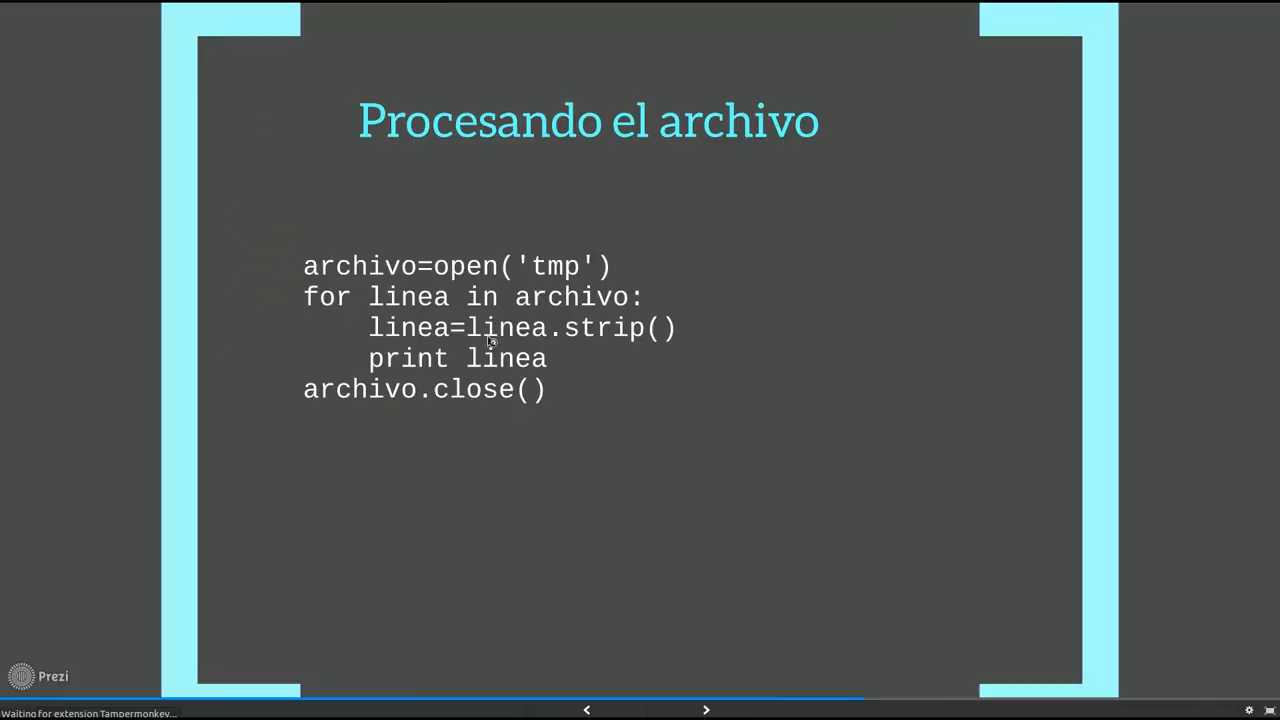 Procesando el archivo
archivo=open('tmp')
for linea in archivo:
    linea=linea.strip()
    print linea
archivo.close()
Prezi
Waiting for extension Tampermonkey...